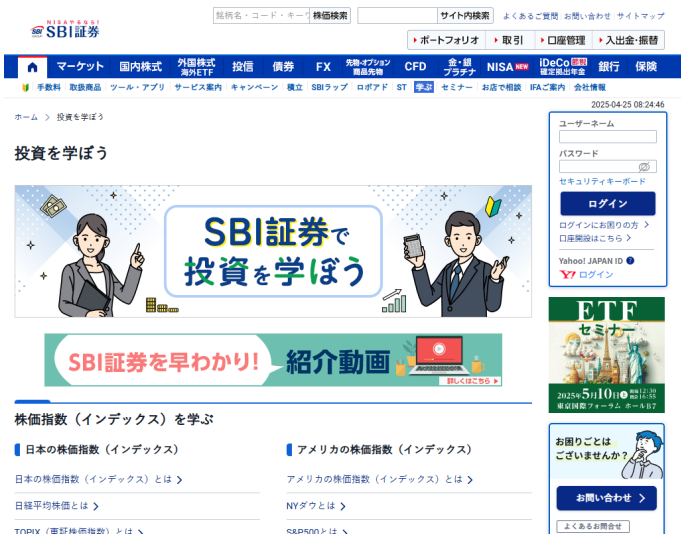 NISAやるなら!
SBI証券
銘柄名・コード・キーワ 株価検索 サイト内検索 よくあるご質問 お問い合わせ サイトマップ
ポートフォリオ 取引 口座管理 入出金・振替
マーケット 国内株式 外国株式 海外ETF 投信 債券 FX 先物・オプション 商品先物 CFD 金・銀 プラチナ NISA NEW iDeCo 節税 確定拠出年金 銀行 保険
手数料 取扱商品 ツール・アプリ サービス案内 キャンペーン 積立 SBIラップ ロボアド ST 学ぶ セミナー お店で相談 IFAご案内 会社情報
2025-04-25 08:24:46
ホーム > 投資を学ぼう
投資を学ぼう
SBI証券で
投資を学ぼう
SBI証券を早わかり! 紹介動画
詳しくはこちら
株価指数（インデックス）を学ぶ
日本の株価指数（インデックス）
日本の株価指数（インデックス）とは
日経平均株価とは
TOPIX（東証株価指数）とは
アメリカの株価指数（インデックス）
アメリカの株価指数（インデックス）とは
NYダウとは
S&P500とは
ユーザーネーム
パスワード
セキュリティキーボード
ログイン
ログインにお困りの方
口座開設はこちら
Yahoo! JAPAN ID ?
Y? ログイン
ETF
セミナー
2025年5月10日土 開場12:30 開会16:55
東京国際フォーラム ホールB7
お困りごとは
ございませんか?
お問い合わせ
よくあるお問合せ